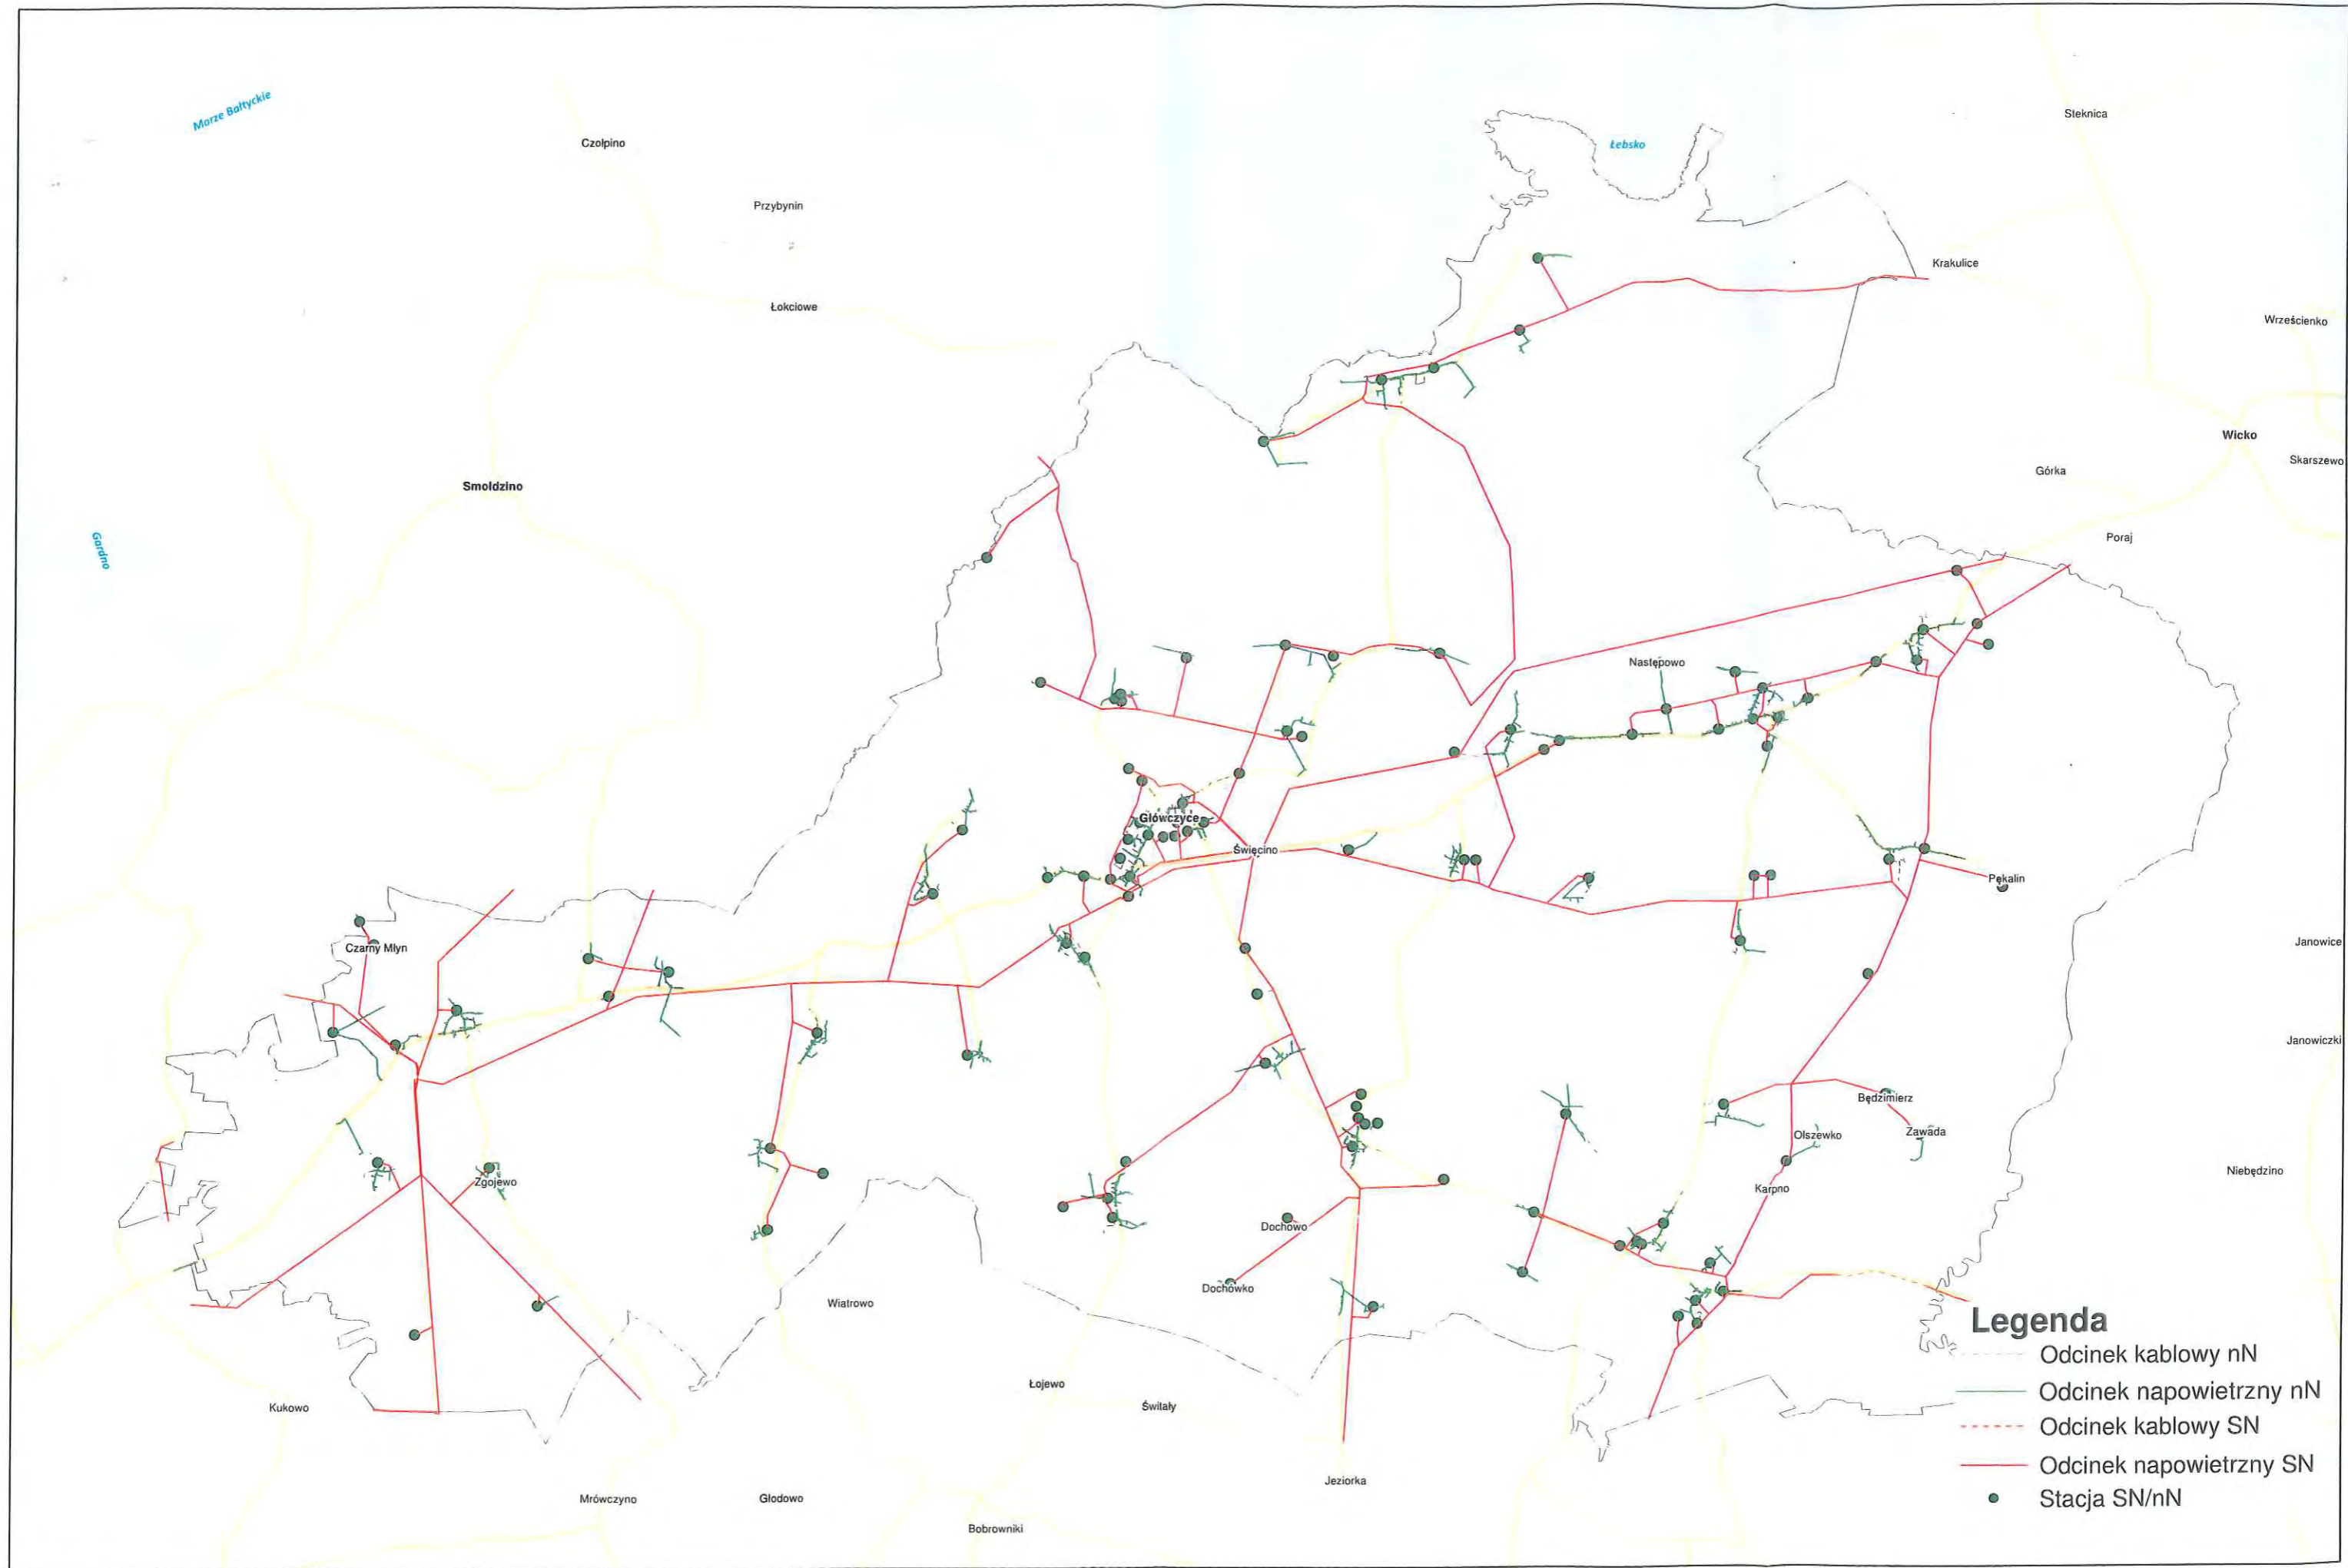 Morze Bałtyckie
Steknica
Łebsko
Czołpino
Przybynin
Krakulice
Łokciowe
Wrześcienko
Wicko
Skarszewo
Górka
Smołdzino
Poraj
Gardno
Następowo
Główczyce
Święcino
Pękalin
Janowice
Czarny Młyn
Janowiczki
Będzimierz
Olszewko
Zawada
Niebędzino
Zgojewo
Karpno
Dochowo
Dochówko
Wiatrowo
Legenda
Odcinek kablowy nN
Odcinek napowietrzny nN
Odcinek kablowy SN
Odcinek napowietrzny SN
Stacja SN/nN
Łojewo
Świtały
Kukowo
Jeziorka
Mrówczyno
Głodowo
Bobrowniki